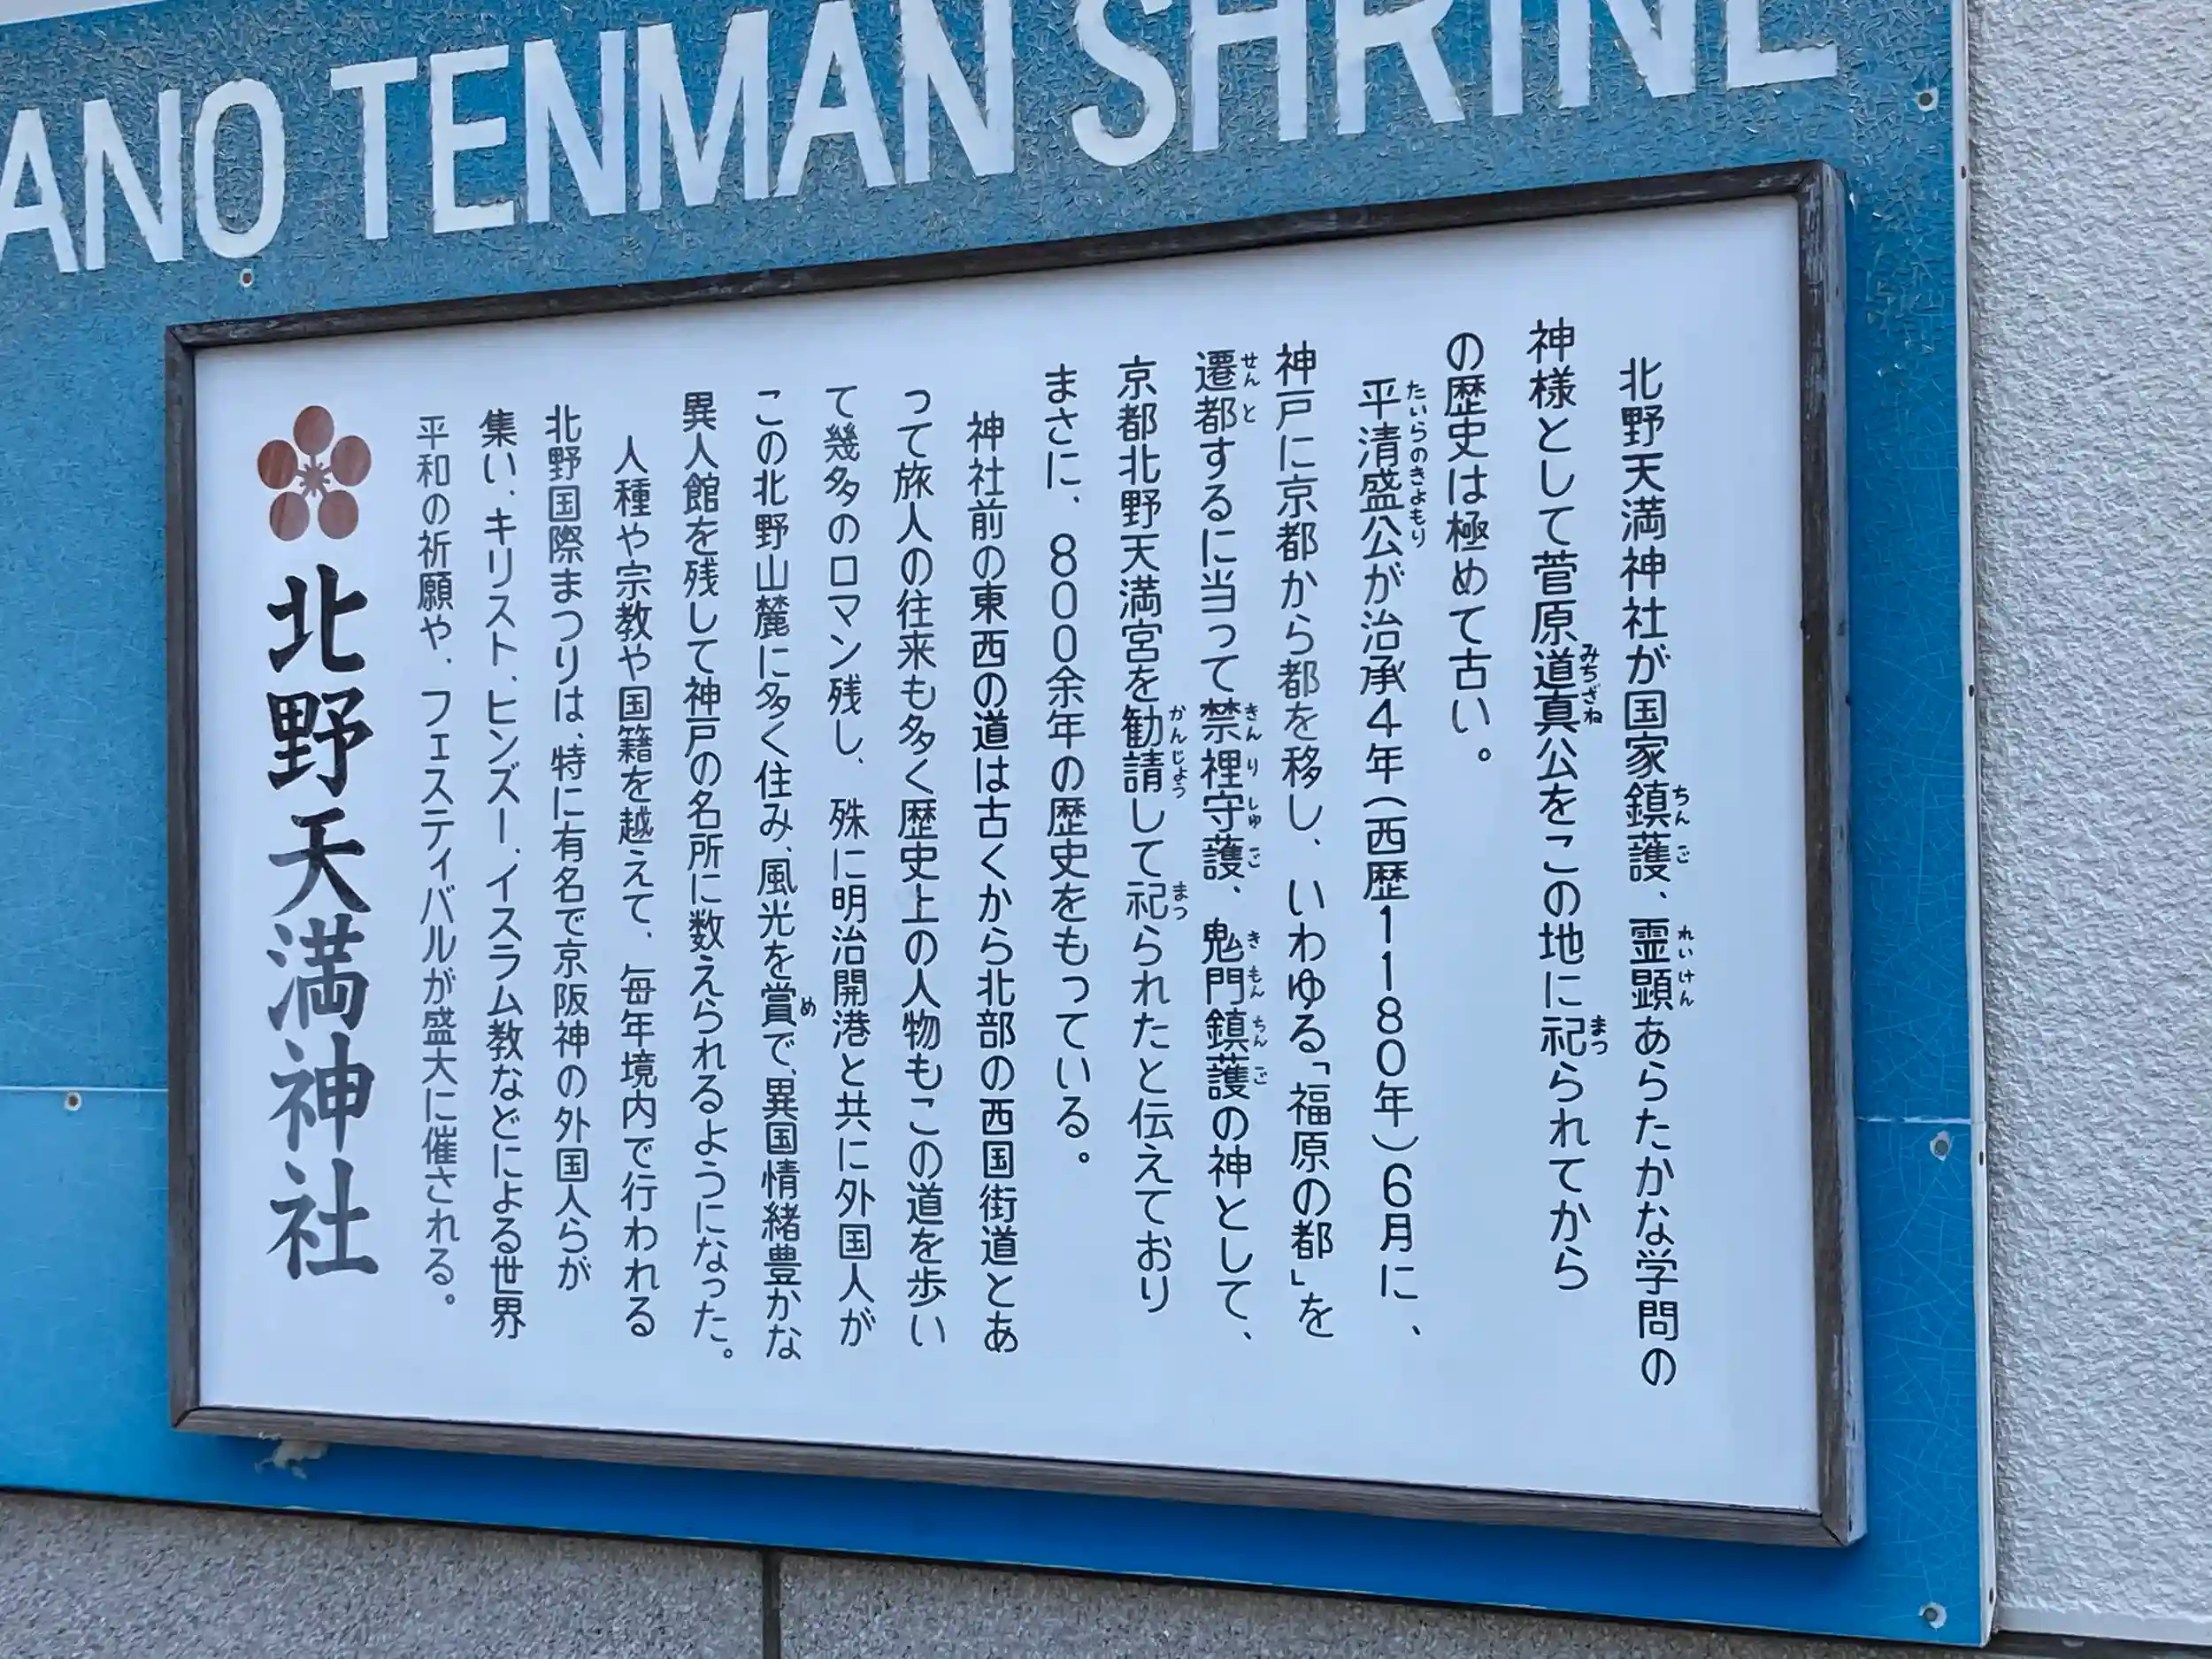 ANO TENMAN SHRINE
北野天満神社が国家鎮護、霊顕あらたかな学問の
神様として菅原道真公をこの地に祀られてから
の歴史は極めて古い。
平清盛公が治承4年(西歴1180年)6月に、
神戸に京都から都を移し、いわゆる「福原の都」を
遷都するに当って禁裡守護、鬼門鎮護の神として、
京都北野天満宮を勧請して祀られたと伝えており
まさに、800余年の歴史をもっている。
神社前の東西の道は古くから北部の西国街道とあ
って旅人の往来も多く歴史上の人物もこの道を歩い
て幾多のロマン残し、殊に明治開港と共に外国人が
この北野山麓に多く住み、風光を賞で、異国情緒豊かな
異人館を残して神戸の名所に数えられるようになった。
人種や宗教や国籍を越えて、毎年境内で行われる
北野国際まつりは、特に有名で京阪神の外国人らが
集い、キリスト、ヒンズー、イスラム教などによる世界
平和の祈願や、フェスティバルが盛大に催される。
北野天満神社